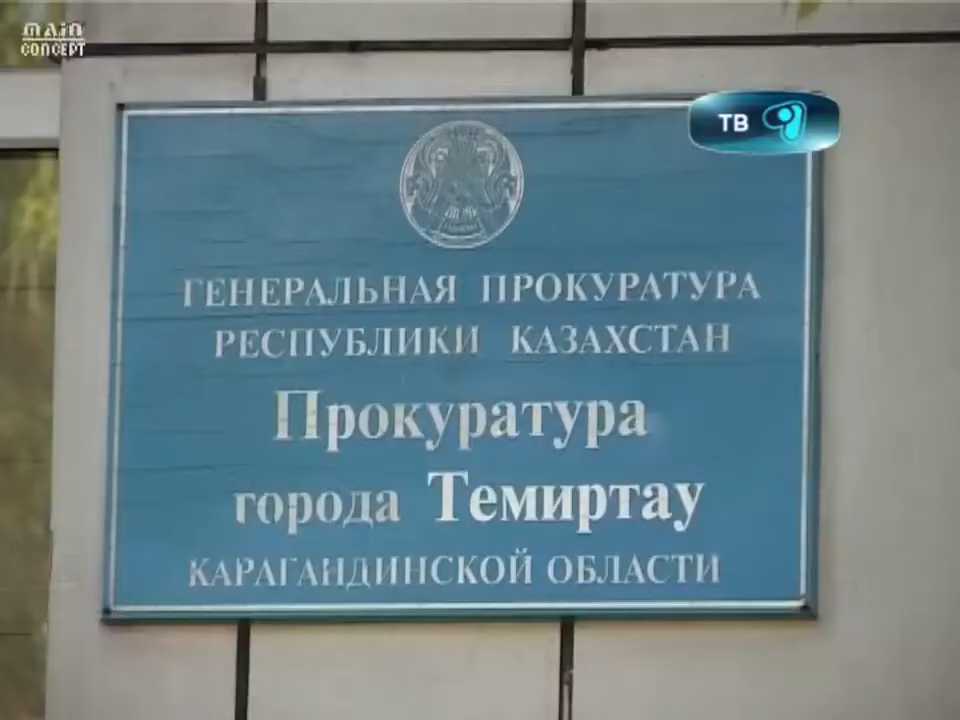 MAIN
CONCEPT
ТВ
ГЕНЕРАЛЬНАЯ ПРОКУРАТУРА
РЕСПУБЛИКИ КАЗАХСТАН
Прокуратура
города Темиртау
КАРАГАНДИНСКОЙ ОБЛАСТИ